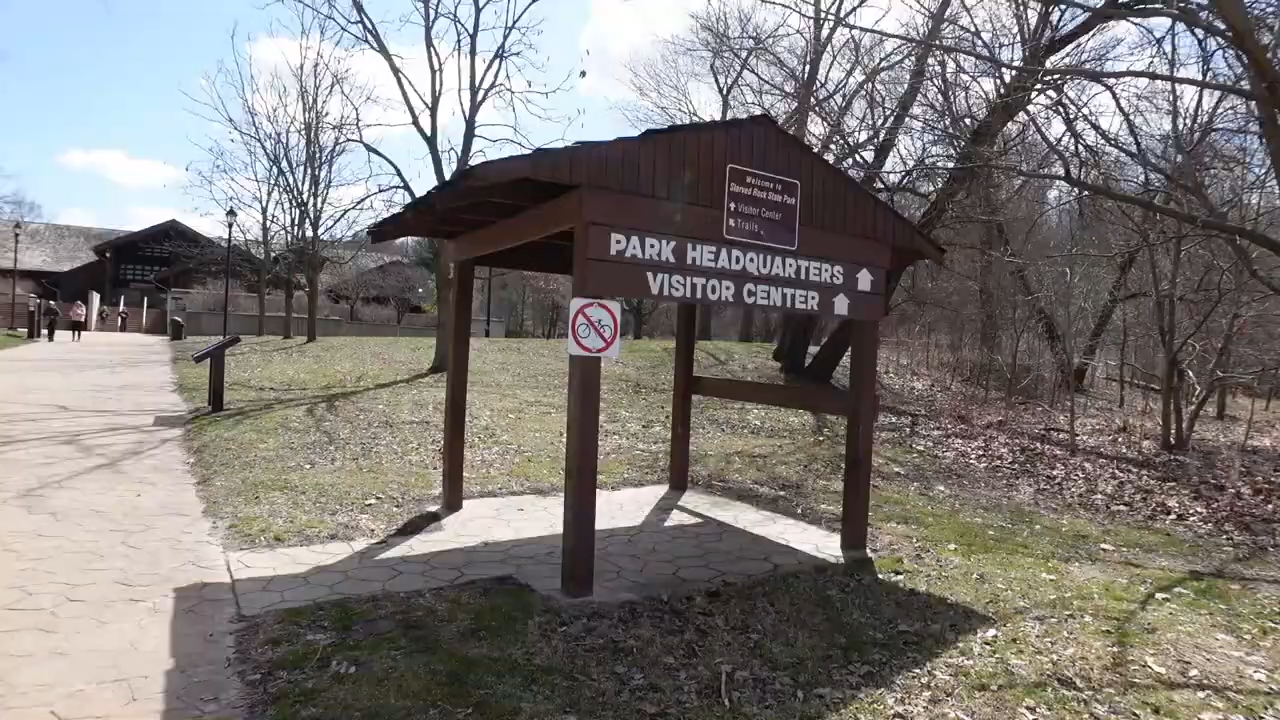 Welcome to
Starved Rock State Park
Visitor Center
Trails
PARK HEADQUARTERS
VISITOR CENTER